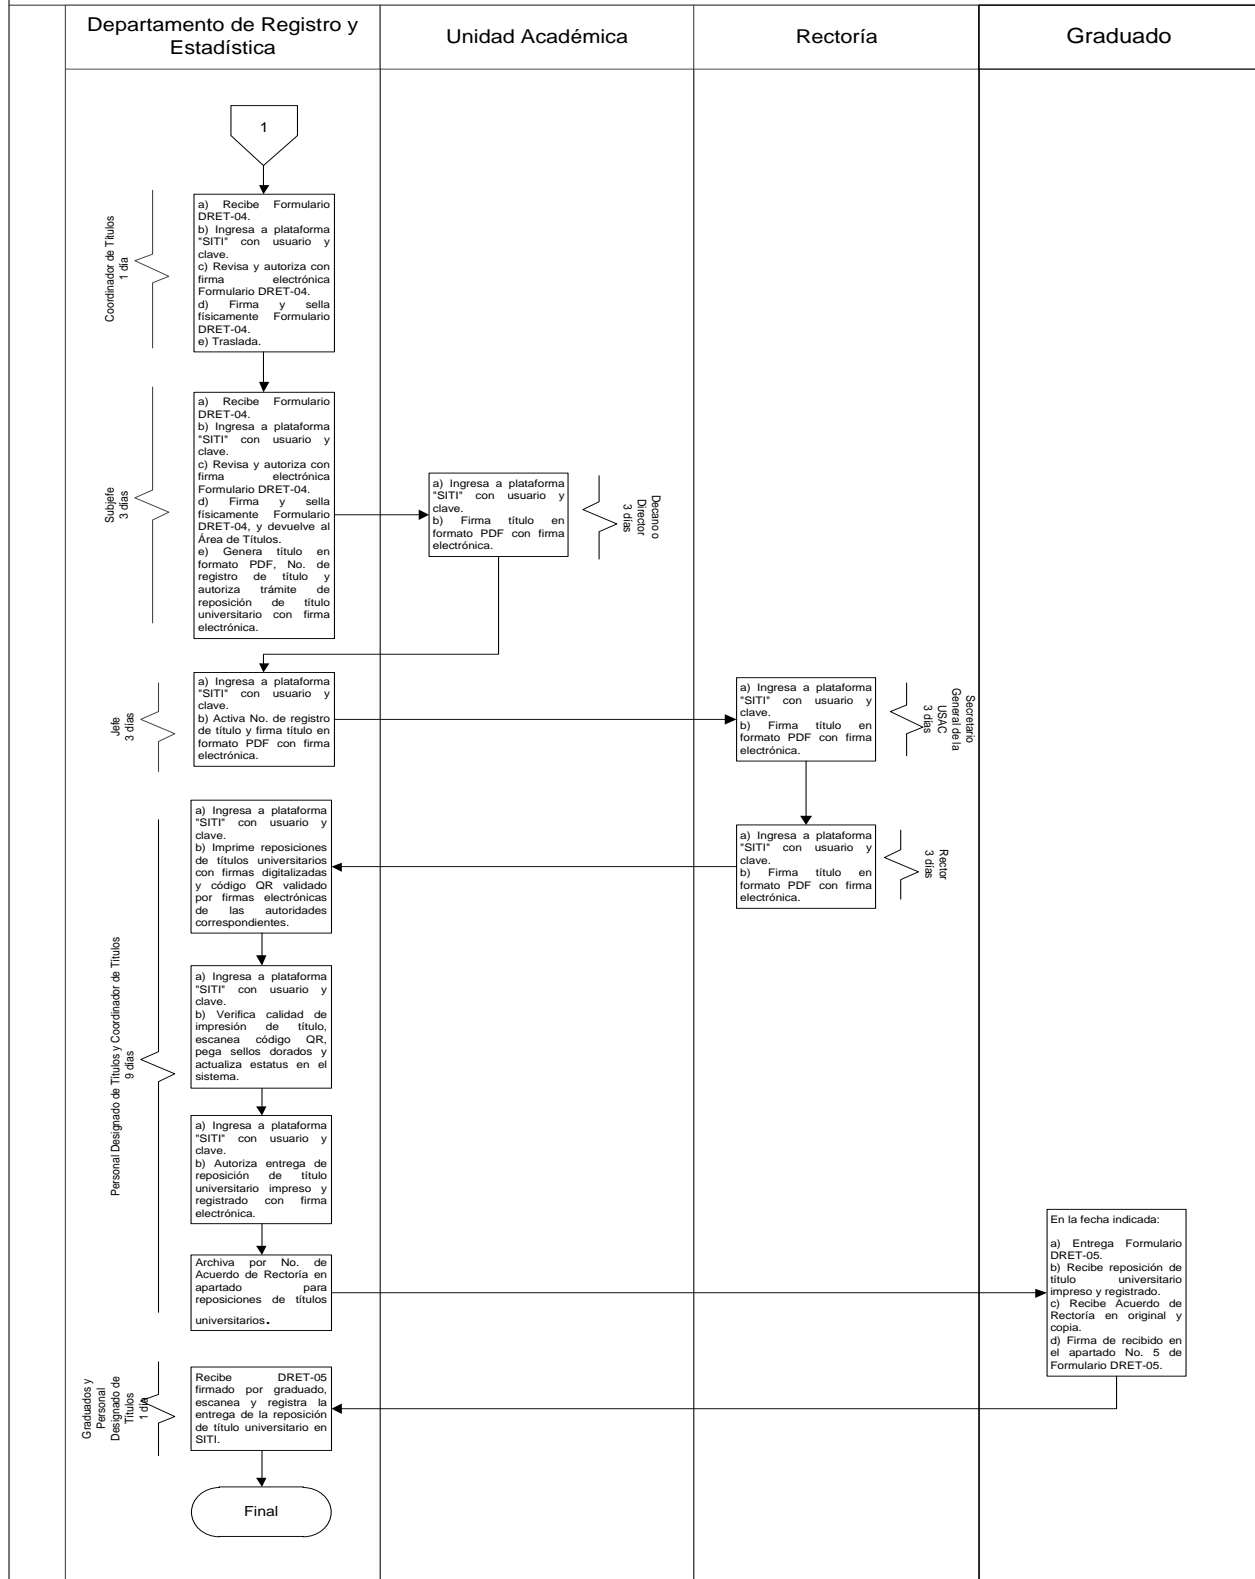 Departamento de Registro y
Estadística
Unidad Académica
Rectoría
Graduado
1
Coordinador de Títulos
1 día
a) Recibe Formulario
DRET-04.
b) Ingresa a plataforma
"SITI" con usuario y
clave.
c) Revisa y autoriza con
firma electrónica
Formulario DRET-04.
d) Firma y sella
físicamente Formulario
DRET-04.
e) Traslada.
Subjefe
3 días
a) Recibe Formulario
DRET-04.
b) Ingresa a plataforma
"SITI" con usuario y
clave.
c) Revisa y autoriza con
firma electrónica
Formulario DRET-04.
d) Firma y sella
físicamente Formulario
DRET-04, y devuelve al
Área de Títulos.
e) Genera título en
formato PDF, No. de
registro de título y
autoriza trámite de
reposición de título
universitario con firma
electrónica.
a) Ingresa a plataforma
"SITI" con usuario y
clave.
b) Firma título en
formato PDF con firma
electrónica.
Decano o
Director
3 días
Jefe
3 días
a) Ingresa a plataforma
"SITI" con usuario y
clave.
b) Activa No. de registro
de título y firma título en
formato PDF con firma
electrónica.
a) Ingresa a plataforma
"SITI" con usuario y
clave.
b) Firma título en
formato PDF con firma
electrónica.
Secretario
General de la
USAC
3 días
a) Ingresa a plataforma
"SITI" con usuario y
clave.
b) Firma título en
formato PDF con firma
electrónica.
Rector
3 días
Personal Designado de Títulos y Coordinador de Títulos
9 días
a) Ingresa a plataforma
"SITI" con usuario y
clave.
b) Imprime reposiciones
de títulos universitarios
con firmas digitalizadas
y código QR validado
por firmas electrónicas
de las autoridades
correspondientes.
a) Ingresa a plataforma
"SITI" con usuario y
clave.
b) Verifica calidad de
impresión de título,
escanea código QR,
pega sellos dorados y
actualiza estatus en el
sistema.
a) Ingresa a plataforma
"SITI" con usuario y
clave.
b) Autoriza entrega de
reposición de título
universitario impreso y
registrado con firma
electrónica.
Archiva por No. de
Acuerdo de Rectoría en
apartado para
reposiciones de títulos
universitarios.
En la fecha indicada:
a) Entrega Formulario
DRET-05.
b) Recibe reposición de
título universitario
impreso y registrado.
c) Recibe Acuerdo de
Rectoría en original y
copia.
d) Firma de recibido en
el apartado No. 5 de
Formulario DRET-05.
Graduados y
Personal
Designado de
Títulos
1 día
Recibe DRET-05
firmado por graduado,
escanea y registra la
entrega de la reposición
de título universitario en
SITI.
Final